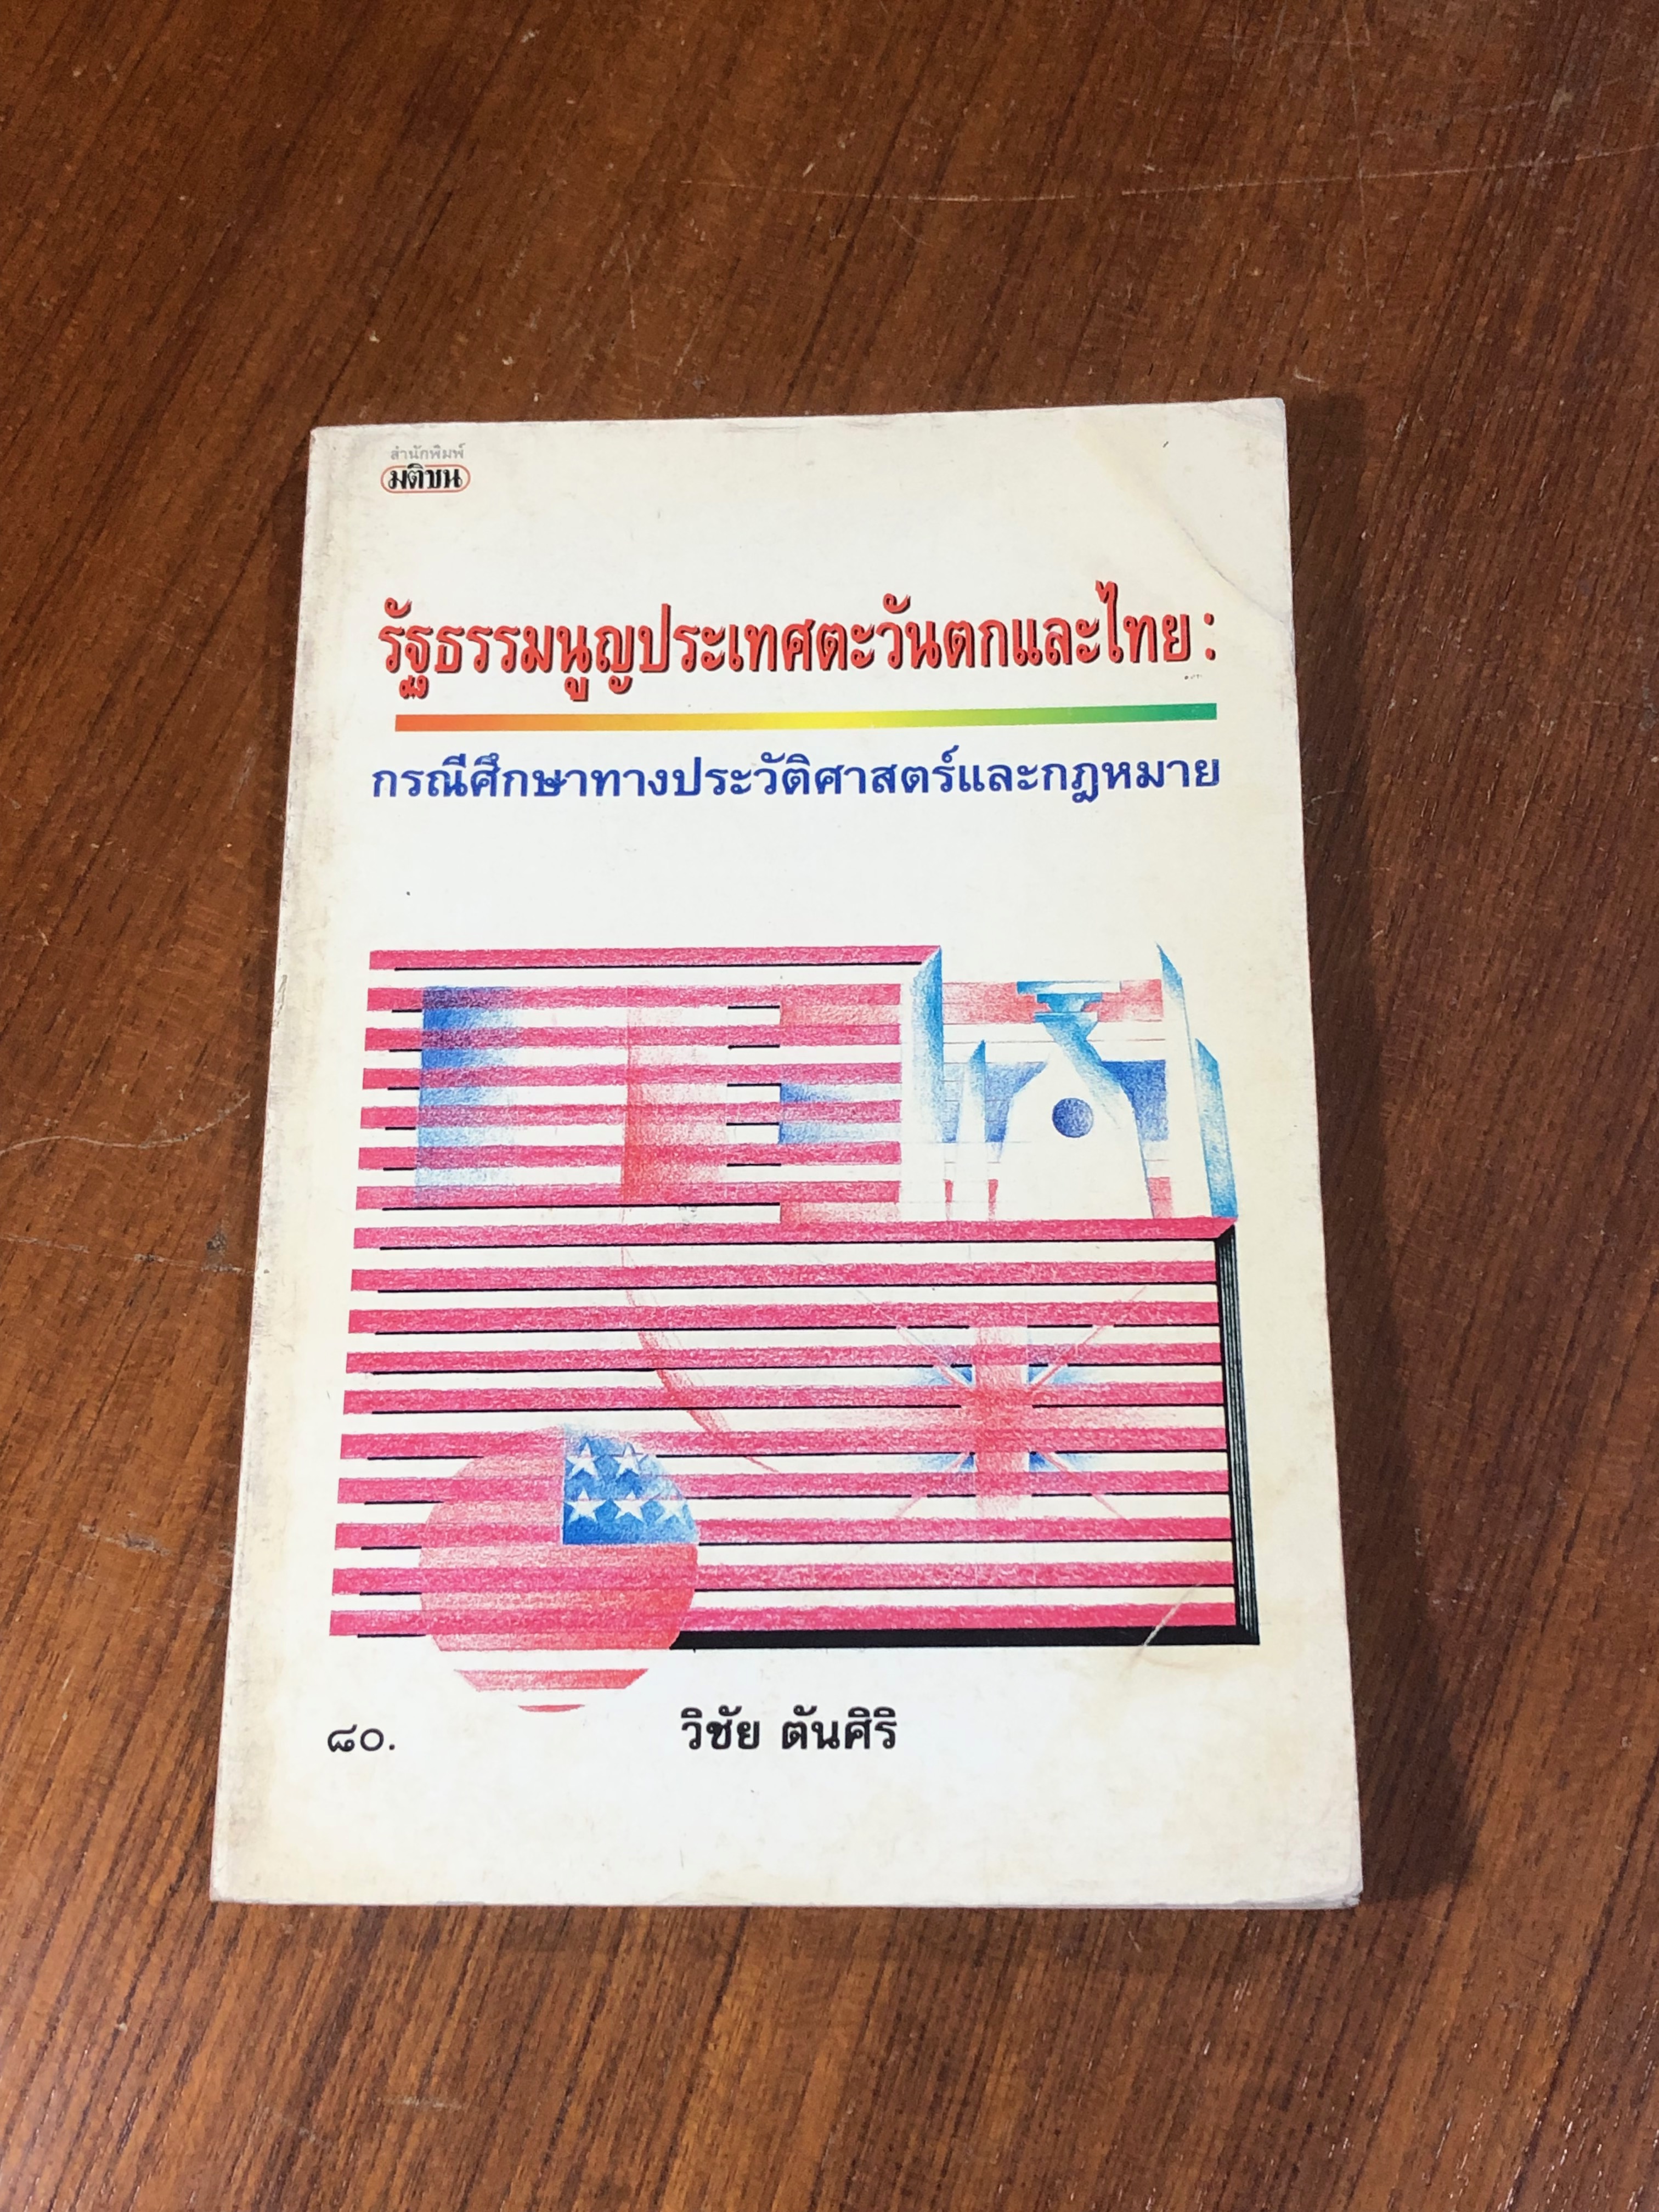 สำนักพิมพ์
มติชน
รัฐธรรมนูญประเทศตะวันตกและไทย :
กรณีศึกษาทางประวัติศาสตร์และกฎหมาย
๘๐.
วิชัย ตันศิริ